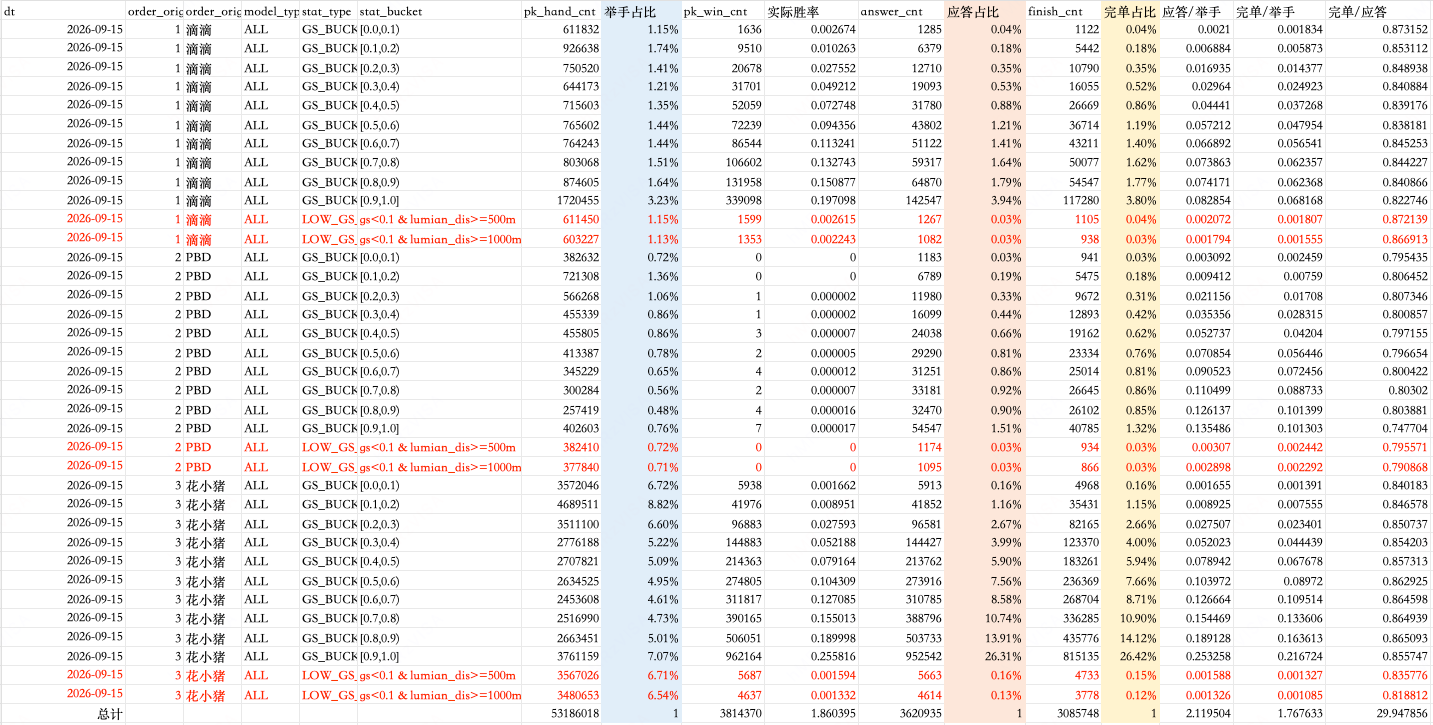 dt order_orig order_orig model_typ stat_type stat_bucket pk_hand_cnt 举手占比 pk_win_cnt 实际胜率 answer_cnt 应答占比 finish_cnt 完单占比 应答/举手 完单/举手 完单/应答
2026-09-15 1 滴滴 ALL GS_BUCK [0.0,0.1) 611832 1.15% 1636 0.002674 1285 0.04% 1122 0.04% 0.0021 0.001834 0.873152
2026-09-15 1 滴滴 ALL GS_BUCK [0.1,0.2) 926638 1.74% 9510 0.010263 6379 0.18% 5442 0.18% 0.006884 0.005873 0.853112
2026-09-15 1 滴滴 ALL GS_BUCK [0.2,0.3) 750520 1.41% 20678 0.027552 12710 0.35% 10790 0.35% 0.016935 0.014377 0.848938
2026-09-15 1 滴滴 ALL GS_BUCK [0.3,0.4) 644173 1.21% 31701 0.049212 19093 0.53% 16055 0.52% 0.02964 0.024923 0.840884
2026-09-15 1 滴滴 ALL GS_BUCK [0.4,0.5) 715603 1.35% 52059 0.072748 31780 0.88% 26669 0.86% 0.04441 0.037268 0.839176
2026-09-15 1 滴滴 ALL GS_BUCK [0.5,0.6) 765602 1.44% 72239 0.094356 43802 1.21% 36714 1.19% 0.057212 0.047954 0.838181
2026-09-15 1 滴滴 ALL GS_BUCK [0.6,0.7) 764243 1.44% 86544 0.113241 51122 1.41% 43211 1.40% 0.066892 0.056541 0.845253
2026-09-15 1 滴滴 ALL GS_BUCK [0.7,0.8) 803068 1.51% 106602 0.132743 59317 1.64% 50077 1.62% 0.073863 0.062357 0.844227
2026-09-15 1 滴滴 ALL GS_BUCK [0.8,0.9) 874605 1.64% 131958 0.150877 64870 1.79% 54547 1.77% 0.074171 0.062368 0.840866
2026-09-15 1 滴滴 ALL GS_BUCK [0.9,1.0] 1720455 3.23% 339098 0.197098 142547 3.94% 117280 3.80% 0.082854 0.068168 0.822746
2026-09-15 1 滴滴 ALL LOW_GS_ gs<0.1 & lumian_dis>=500m 611450 1.15% 1599 0.002615 1267 0.03% 1105 0.04% 0.002072 0.001807 0.872139
2026-09-15 1 滴滴 ALL LOW_GS_ gs<0.1 & lumian_dis>=1000m 603227 1.13% 1353 0.002243 1082 0.03% 938 0.03% 0.001794 0.001555 0.866913
2026-09-15 2 PBD ALL GS_BUCK [0.0,0.1) 382632 0.72% 0 0 1183 0.03% 941 0.03% 0.003092 0.002459 0.795435
2026-09-15 2 PBD ALL GS_BUCK [0.1,0.2) 721308 1.36% 0 0 6789 0.19% 5475 0.18% 0.009412 0.00759 0.806452
2026-09-15 2 PBD ALL GS_BUCK [0.2,0.3) 566268 1.06% 1 0.000002 11980 0.33% 9672 0.31% 0.021156 0.01708 0.807346
2026-09-15 2 PBD ALL GS_BUCK [0.3,0.4) 455339 0.86% 1 0.000002 16099 0.44% 12893 0.42% 0.035356 0.028315 0.800857
2026-09-15 2 PBD ALL GS_BUCK [0.4,0.5) 455805 0.86% 3 0.000007 24038 0.66% 19162 0.62% 0.052737 0.04204 0.797155
2026-09-15 2 PBD ALL GS_BUCK [0.5,0.6) 413387 0.78% 2 0.000005 29290 0.81% 23334 0.76% 0.070854 0.056446 0.796654
2026-09-15 2 PBD ALL GS_BUCK [0.6,0.7) 345229 0.65% 4 0.000012 31251 0.86% 25014 0.81% 0.090523 0.072456 0.800422
2026-09-15 2 PBD ALL GS_BUCK [0.7,0.8) 300284 0.56% 2 0.000007 33181 0.92% 26645 0.86% 0.110499 0.088733 0.80302
2026-09-15 2 PBD ALL GS_BUCK [0.8,0.9) 257419 0.48% 4 0.000016 32470 0.90% 26102 0.85% 0.126137 0.101399 0.803881
2026-09-15 2 PBD ALL GS_BUCK [0.9,1.0] 402603 0.76% 7 0.000017 54547 1.51% 40785 1.32% 0.135486 0.101303 0.747704
2026-09-15 2 PBD ALL LOW_GS_ gs<0.1 & lumian_dis>=500m 382410 0.72% 0 0 1174 0.03% 934 0.03% 0.00307 0.002442 0.795571
2026-09-15 2 PBD ALL LOW_GS_ gs<0.1 & lumian_dis>=1000m 377840 0.71% 0 0 1095 0.03% 866 0.03% 0.002898 0.002292 0.790868
2026-09-15 3 花小猪 ALL GS_BUCK [0.0,0.1) 3572046 6.72% 5938 0.001662 5913 0.16% 4968 0.16% 0.001655 0.001391 0.840183
2026-09-15 3 花小猪 ALL GS_BUCK [0.1,0.2) 4689511 8.82% 41976 0.008951 41852 1.16% 35431 1.15% 0.008925 0.007555 0.846578
2026-09-15 3 花小猪 ALL GS_BUCK [0.2,0.3) 3511100 6.60% 96883 0.027593 96581 2.67% 82165 2.66% 0.027507 0.023401 0.850737
2026-09-15 3 花小猪 ALL GS_BUCK [0.3,0.4) 2776188 5.22% 144883 0.052188 144427 3.99% 123370 4.00% 0.052023 0.044439 0.854203
2026-09-15 3 花小猪 ALL GS_BUCK [0.4,0.5) 2707821 5.09% 214363 0.079164 213762 5.90% 183261 5.94% 0.078942 0.067678 0.857313
2026-09-15 3 花小猪 ALL GS_BUCK [0.5,0.6) 2634525 4.95% 274805 0.104309 273916 7.56% 236369 7.66% 0.103972 0.08972 0.862925
2026-09-15 3 花小猪 ALL GS_BUCK [0.6,0.7) 2453608 4.61% 311817 0.127085 310785 8.58% 268704 8.71% 0.126664 0.109514 0.864598
2026-09-15 3 花小猪 ALL GS_BUCK [0.7,0.8) 2516990 4.73% 390165 0.155013 388796 10.74% 336285 10.90% 0.154469 0.133606 0.864939
2026-09-15 3 花小猪 ALL GS_BUCK [0.8,0.9) 2663451 5.01% 506051 0.189998 503733 13.91% 435776 14.12% 0.189128 0.163613 0.865093
2026-09-15 3 花小猪 ALL GS_BUCK [0.9,1.0] 3761159 7.07% 962164 0.255816 952542 26.31% 815135 26.42% 0.253258 0.216724 0.855747
2026-09-15 3 花小猪 ALL LOW_GS_ gs<0.1 & lumian_dis>=500m 3567026 6.71% 5687 0.001594 5663 0.16% 4733 0.15% 0.001588 0.001327 0.835776
2026-09-15 3 花小猪 ALL LOW_GS_ gs<0.1 & lumian_dis>=1000m 3480653 6.54% 4637 0.001332 4614 0.13% 3778 0.12% 0.001326 0.001085 0.818812
总计 53186018 1 3814370 1.860395 3620935 1 3085748 1 2.119504 1.767633 29.947856